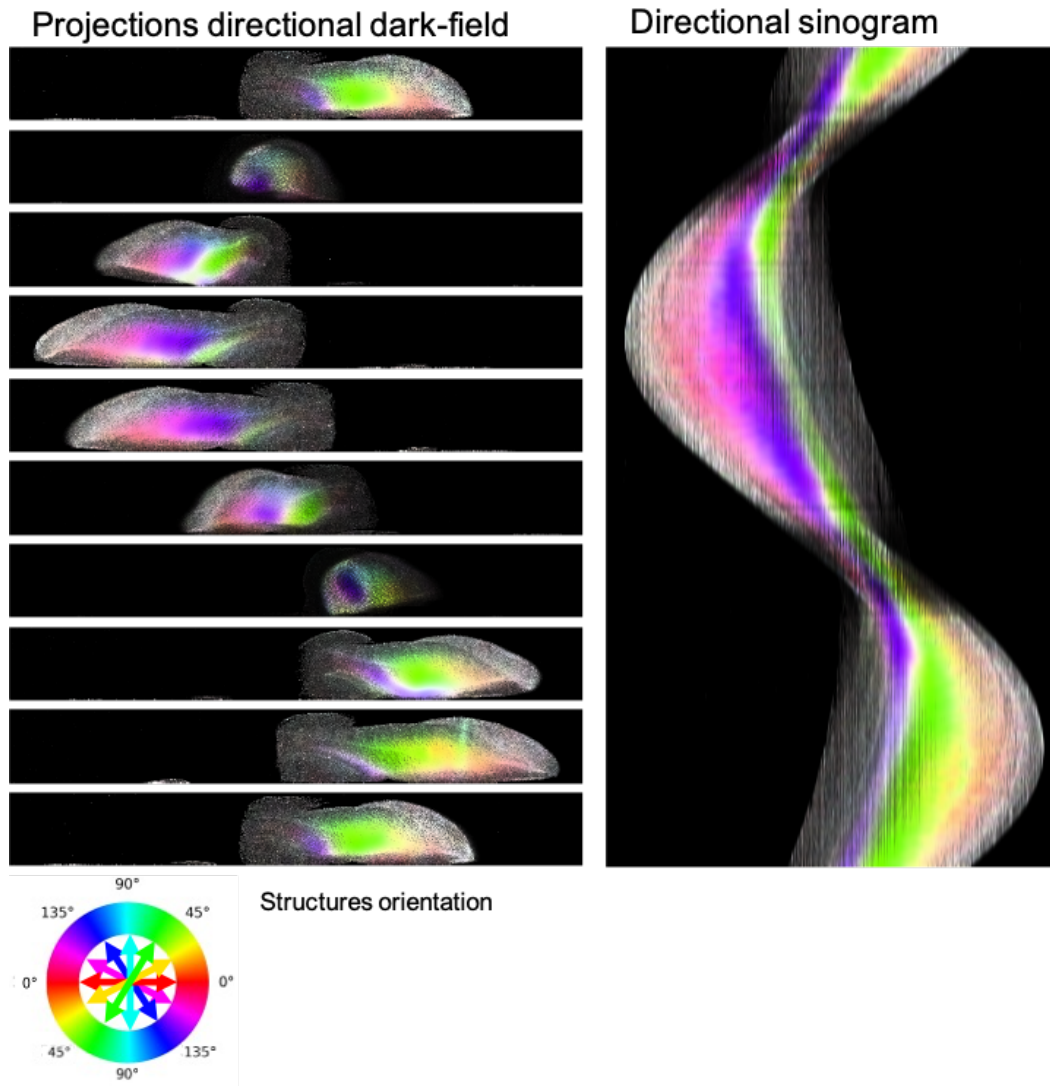 Projections directional dark-field
Directional sinogram
Structures orientation
90°
135°
45°
0°
0°
45°
135°
90°